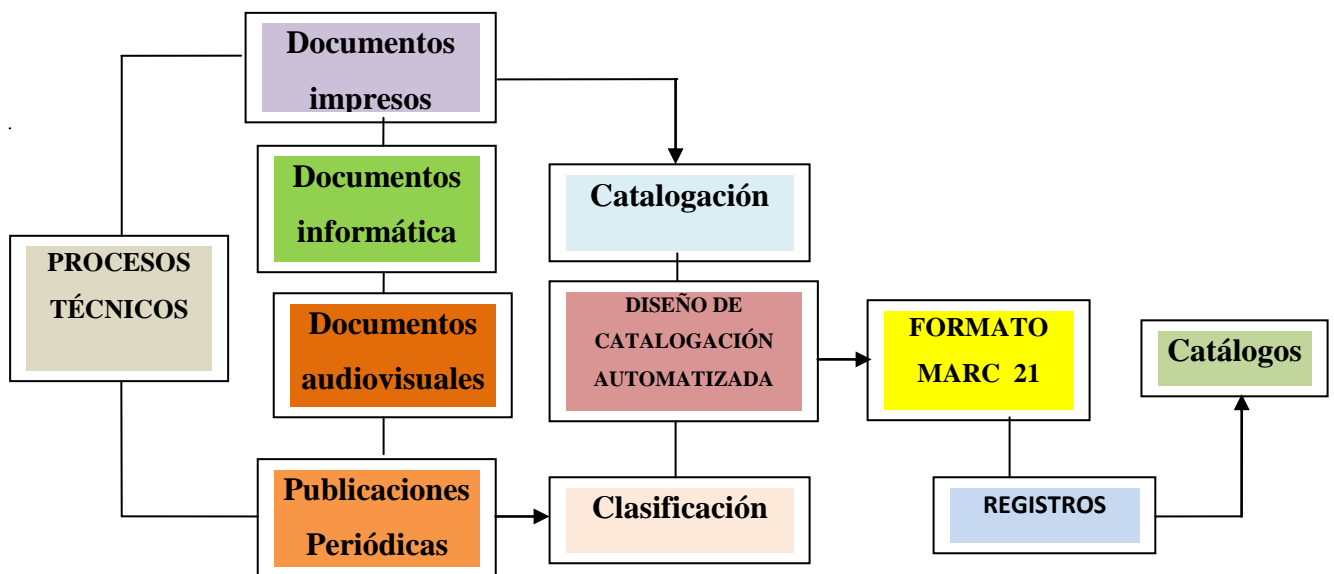 Documentos
impresos
Documentos
informática
Catalogación
PROCESOS
TÉCNICOS
Documentos
audiovisuales
DISEÑO DE
CATALOGACIÓN
AUTOMATIZADA
FORMATO
MARC 21
Catálogos
Publicaciones
Periódicas
Clasificación
REGISTROS